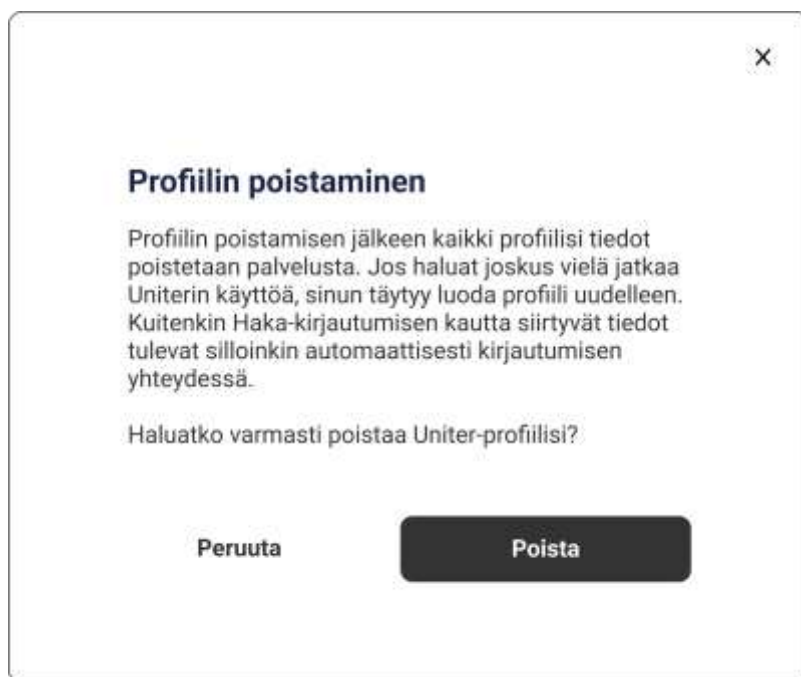 Profiilin poistaminen
Profiilin poistamisen jälkeen kaikki profiilisi tiedot
poistetaan palvelusta. Jos haluat joskus vielä jatkaa
Uniterin käyttöä, sinun täytyy luoda profiili uudelleen.
Kuitenkin Haka-kirjautumisen kautta siirtyvät tiedot
tulevat silloinkin automaattisesti kirjautumisen
yhteydessä.
Haluatko varmasti poistaa Uniter-profiilisi?
Peruuta
Poista